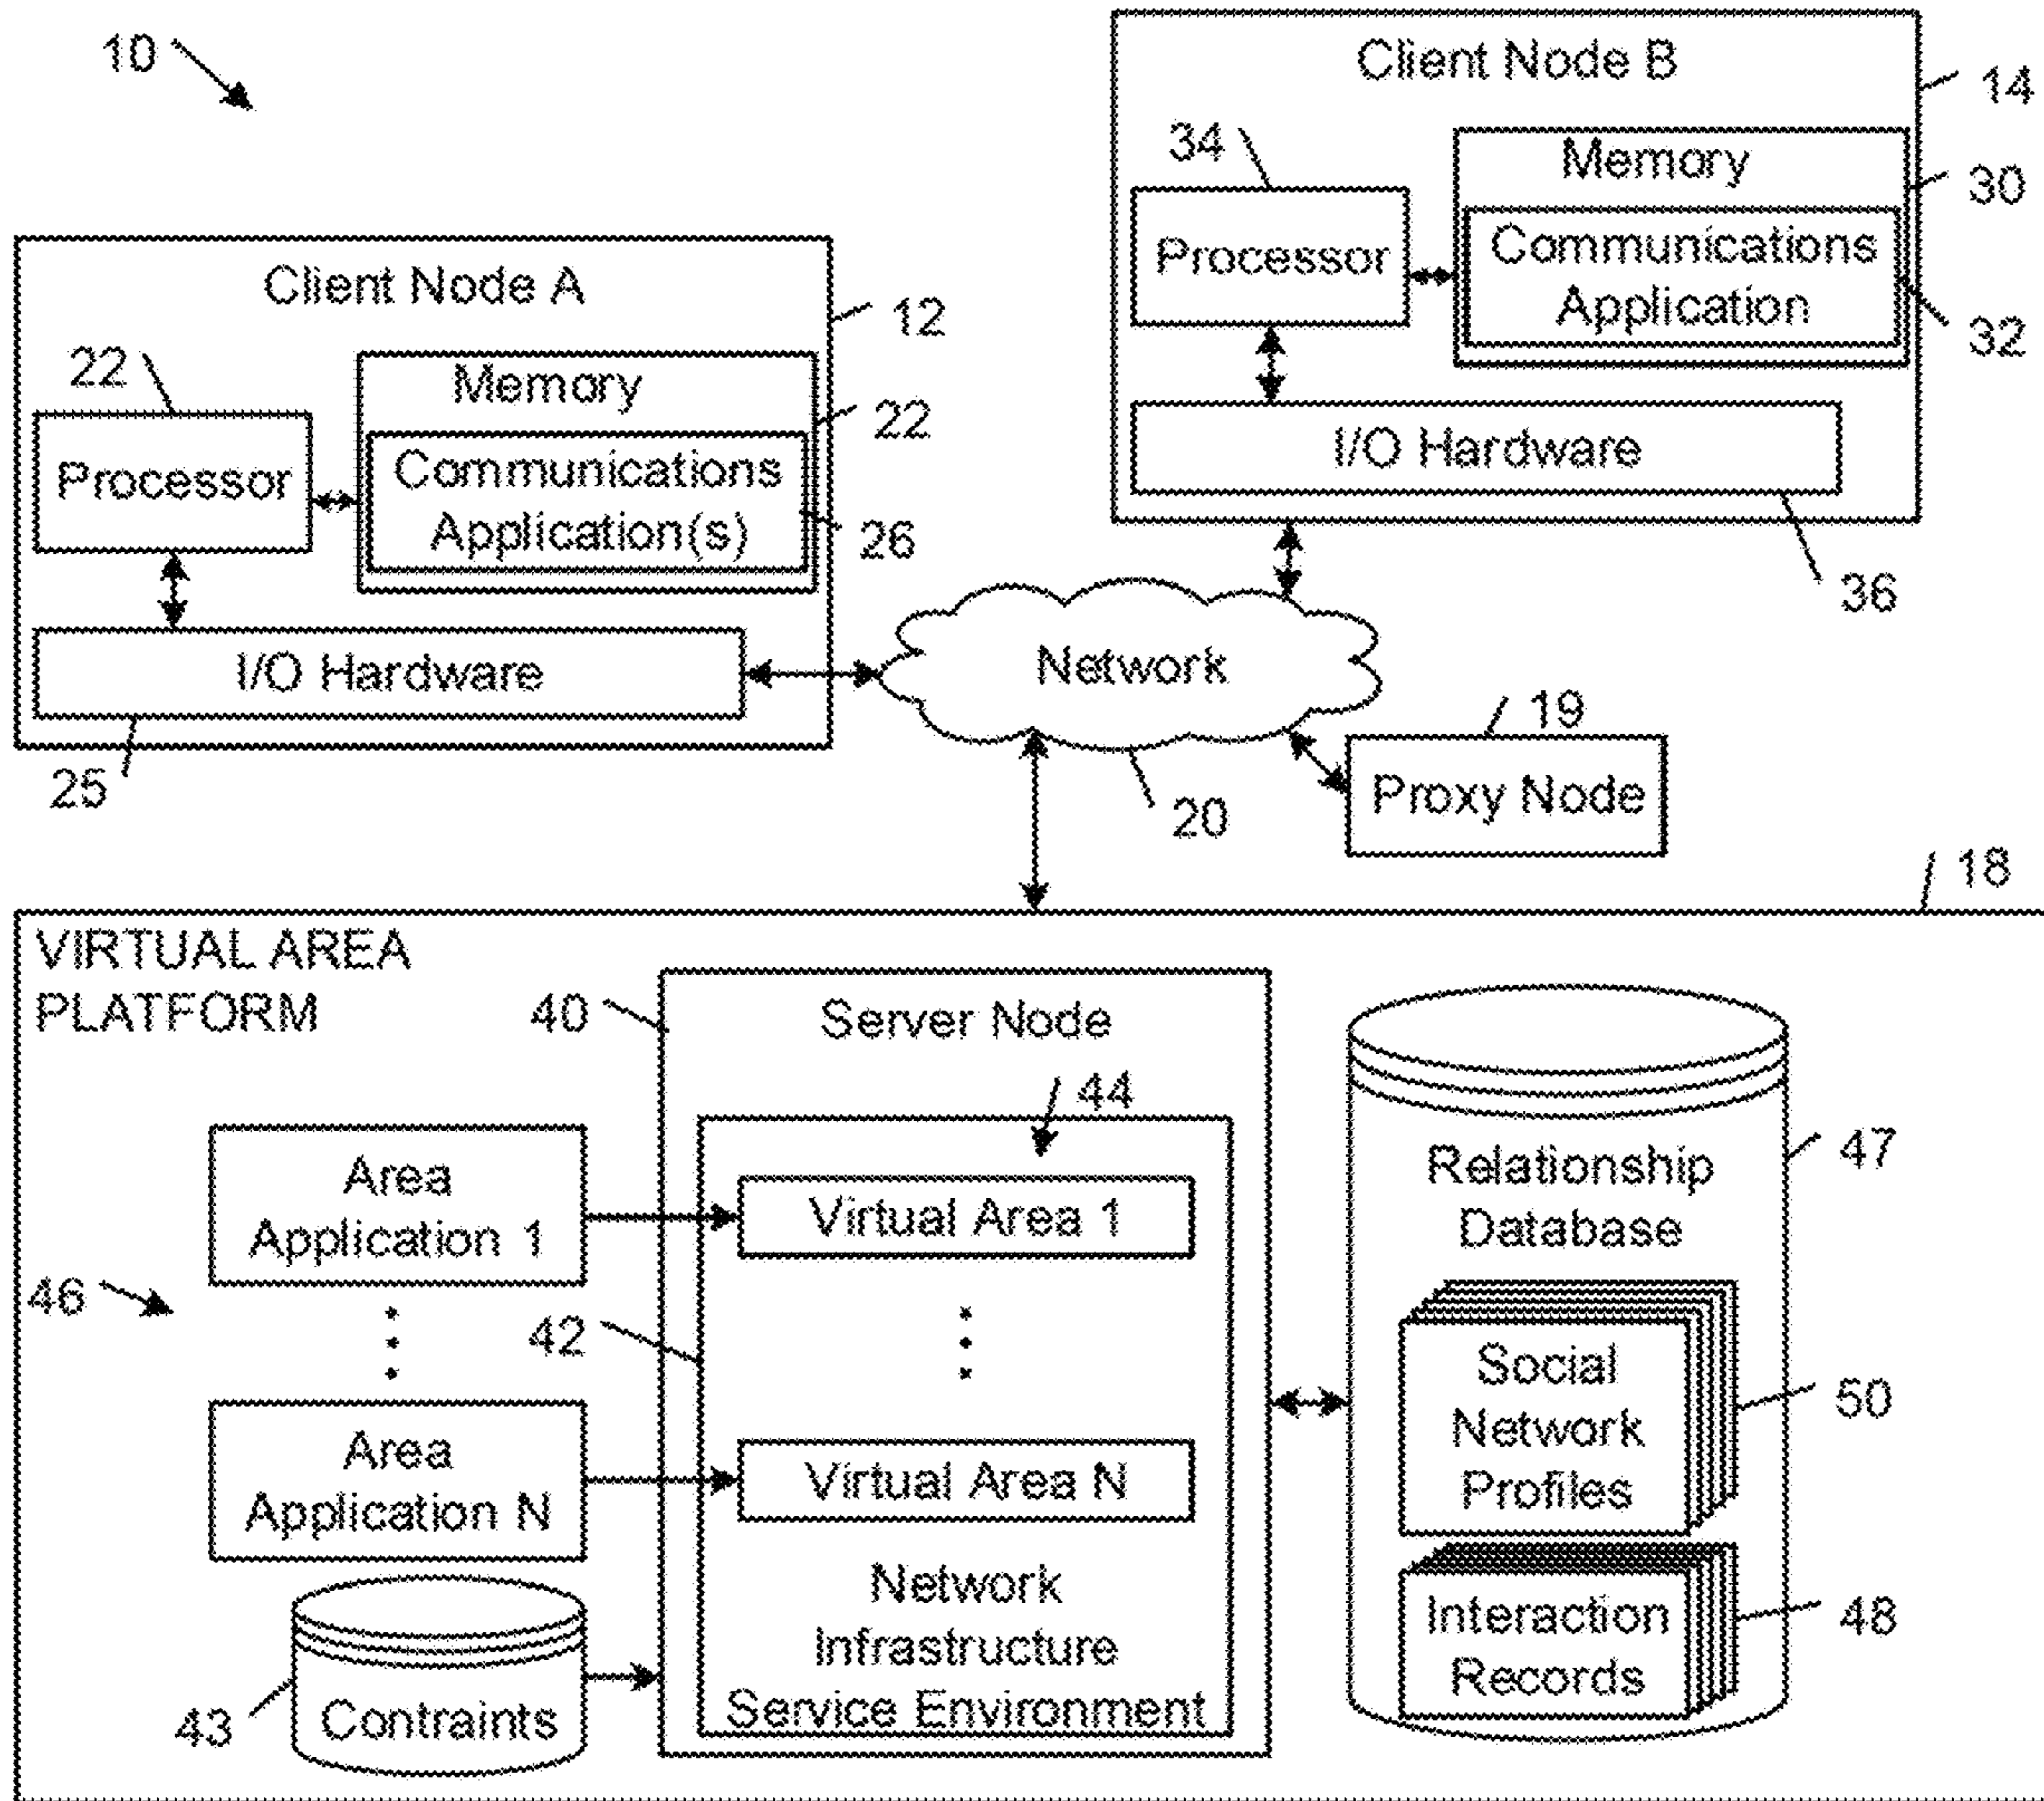 10
Client Node B
14
34
Memory
30
Processor
Communications
Application
32
I/O Hardware
36
Client Node A
12
22
Memory
22
Processor
Communications
Application(s)
26
I/O Hardware
25
Network
20
19
Proxy Node
18
VIRTUAL AREA
PLATFORM
40
Server Node
44
Area
Application 1
Virtual Area 1
46
42
Area
Application N
Virtual Area N
Network
Infrastructure
Service Environment
43
Contraints
47
Relationship
Database
Social
Network
Profiles
50
Interaction
Records
48